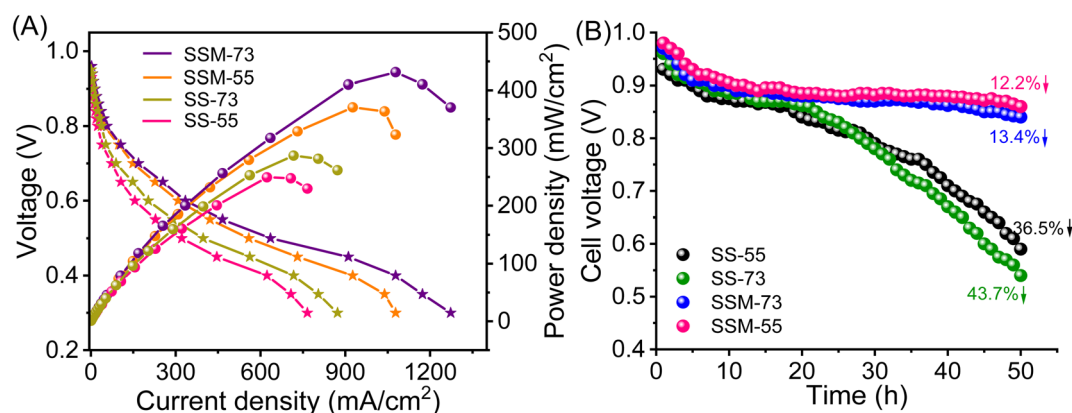 (A)
SSM-73
SSM-55
SS-73
SS-55
1.0
0.8
0.6
0.4
0.2
Voltage (V)
0
300
600
900
1200
Current density (mA/cm²)
500
400
300
200
100
0
Power density (mW/cm²)
(B)
1.0
0.9
0.8
0.7
0.6
0.5
0.4
Cell voltage (V)
12.2%↓
13.4%↓
36.5%↓
43.7%↓
SS-55
SS-73
SSM-73
SSM-55
0
10
20
30
40
50
Time (h)